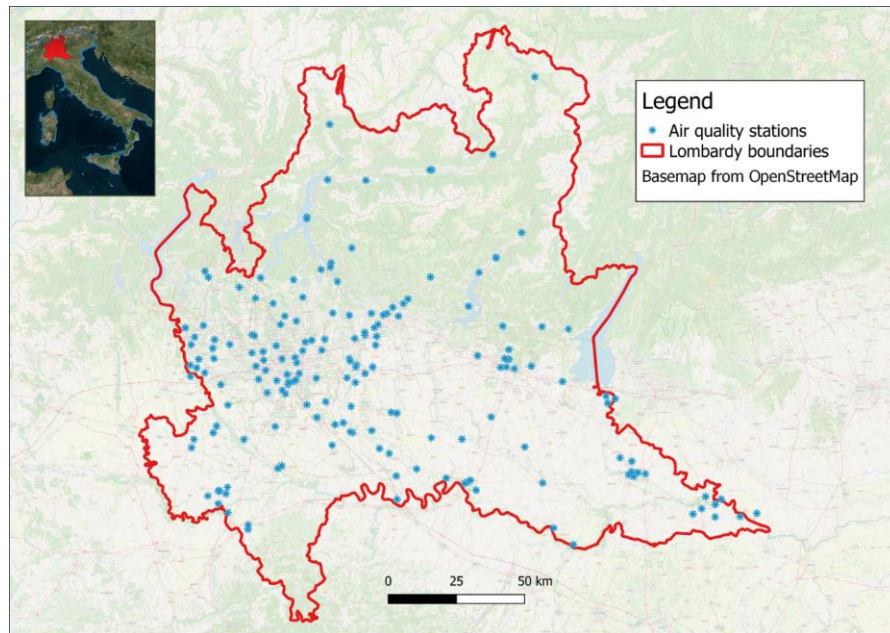 Legend
Air quality stations
Lombardy boundaries
Basemap from OpenStreetMap
0 25 50 km